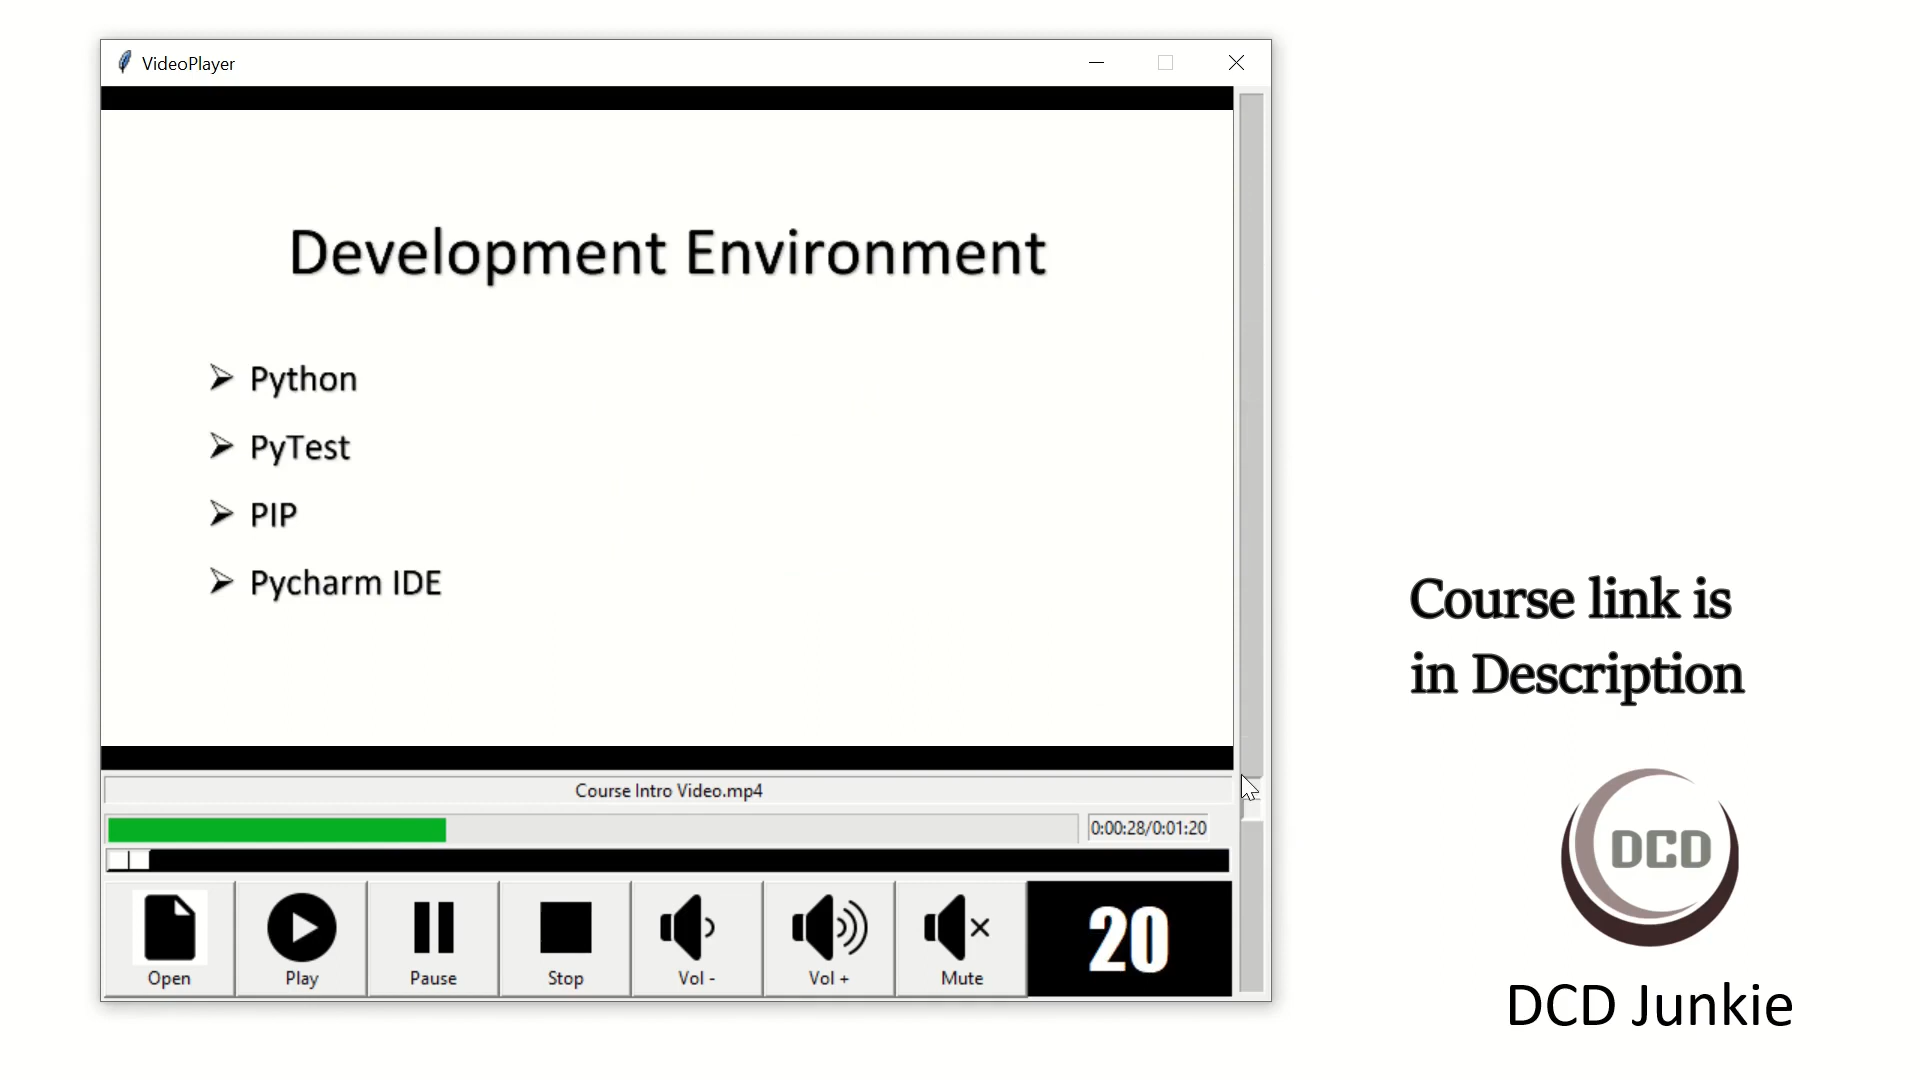 VideoPlayer
Development Environment
Python
PyTest
PIP
Pycharm IDE
Course Intro Video.mp4
0:00:28/0:01:20
Open
Play
Pause
Stop
Vol -
Vol +
Mute
20
Course link is
in Description
DCD
DCD Junkie